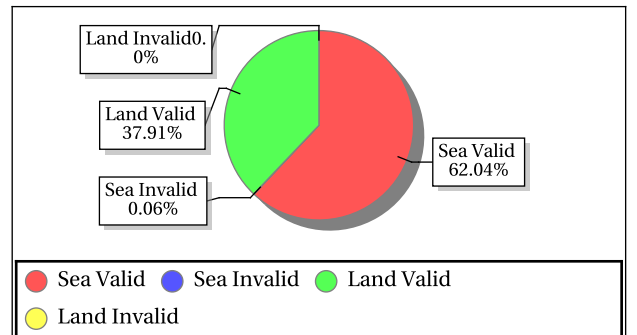 Land Invalid0.
0%
Land Valid
37.91%
Sea Valid
62.04%
Sea Invalid
0.06%
Sea Valid Sea Invalid Land Valid
Land Invalid